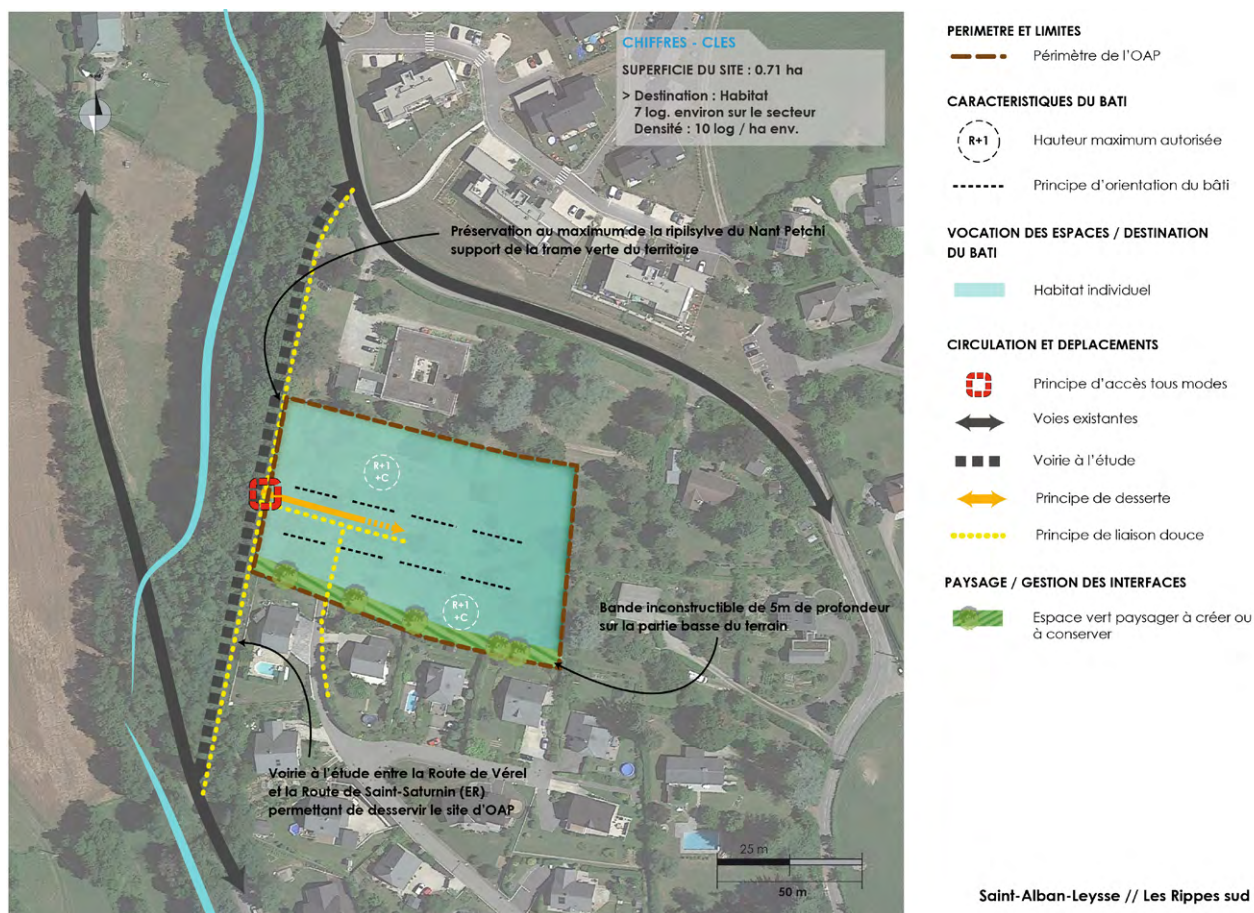 CHIFFRES - CLES
SUPERFICIE DU SITE : 0.71 ha
> Destination : Habitat
7 log. environ sur le secteur
Densité : 10 log / ha env.
Préservation au maximum de la ripilsylve du Nant Petchi
support de la trame verte du territoire
R+1
+C
R+1
+C
Bande inconstructible de 5m de profondeur
sur la partie basse du terrain
Voirie à l'étude entre la Route de Vérel
et la Route de Saint-Saturnin (ER)
permettant de desservir le site d'OAP
25 m
50 m
PERIMETRE ET LIMITES
Périmètre de l'OAP
CARACTERISTIQUES DU BATI
R+1
Hauteur maximum autorisée
Principe d'orientation du bâti
VOCATION DES ESPACES / DESTINATION
DU BATI
Habitat individuel
CIRCULATION ET DEPLACEMENTS
Principe d'accès tous modes
Voies existantes
Voirie à l'étude
Principe de desserte
Principe de liaison douce
PAYSAGE / GESTION DES INTERFACES
Espace vert paysager à créer ou
à conserver
Saint-Alban-Leysse // Les Rippes sud